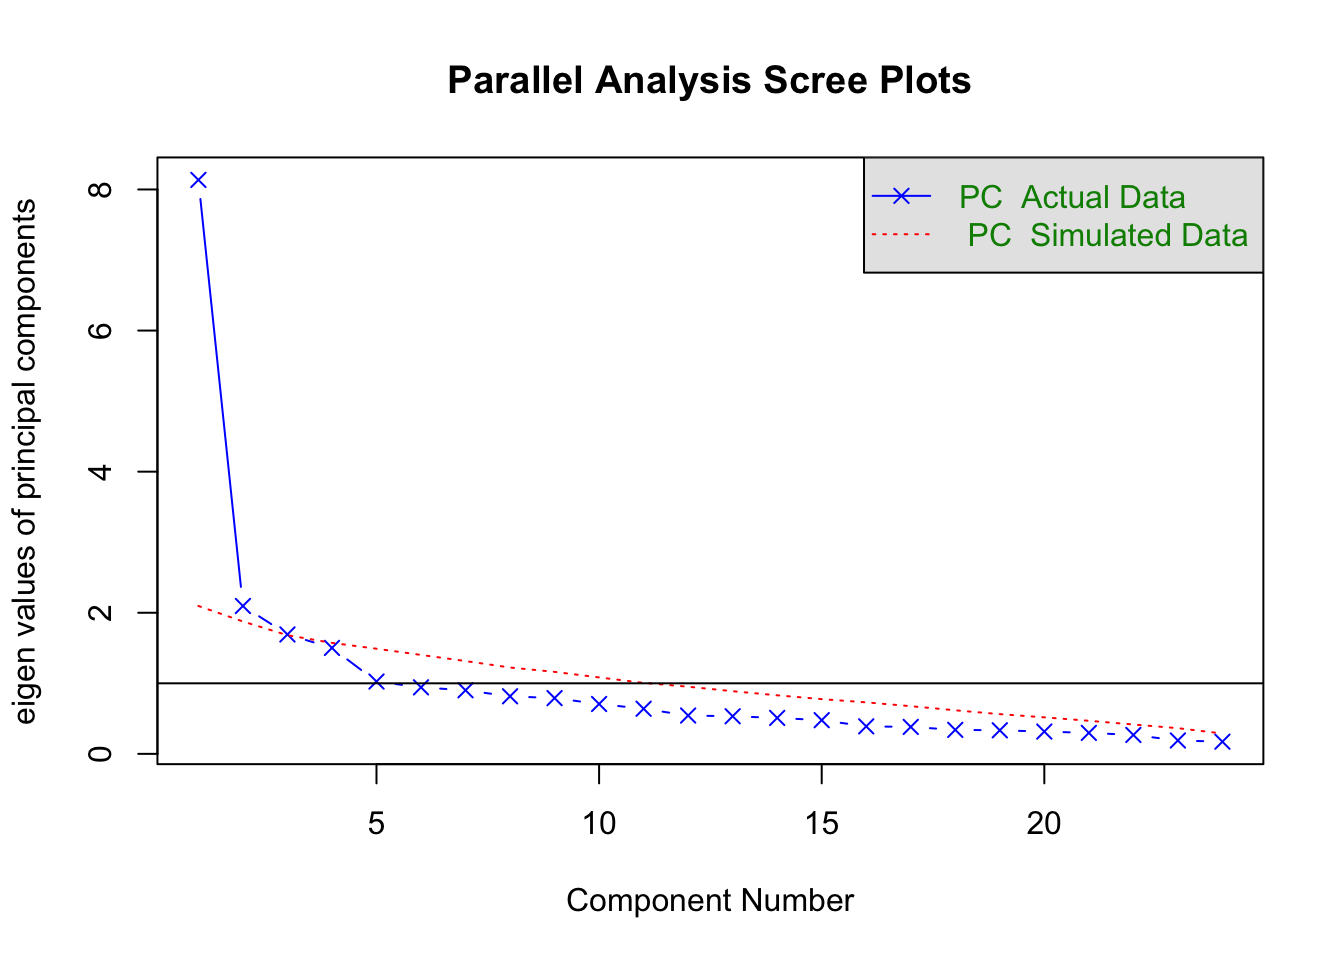 Parallel Analysis Scree Plots
PC  Actual Data
PC  Simulated Data
eigen values of principal components
8
6
4
2
0
5
10
15
20
Component Number